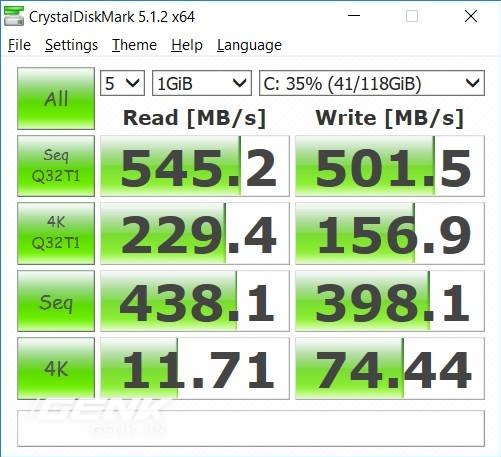 CrystalDiskMark 5.1.2 x64
File Settings Theme Help Language
All 5 1GiB C: 35% (41/118GiB)
Read [MB/s] Write [MB/s]
Seq
Q32T1 545.2 501.5
4K
Q32T1 229.4 156.9
Seq 438.1 398.1
4K 11.71 74.44
GENK
GENK.VN